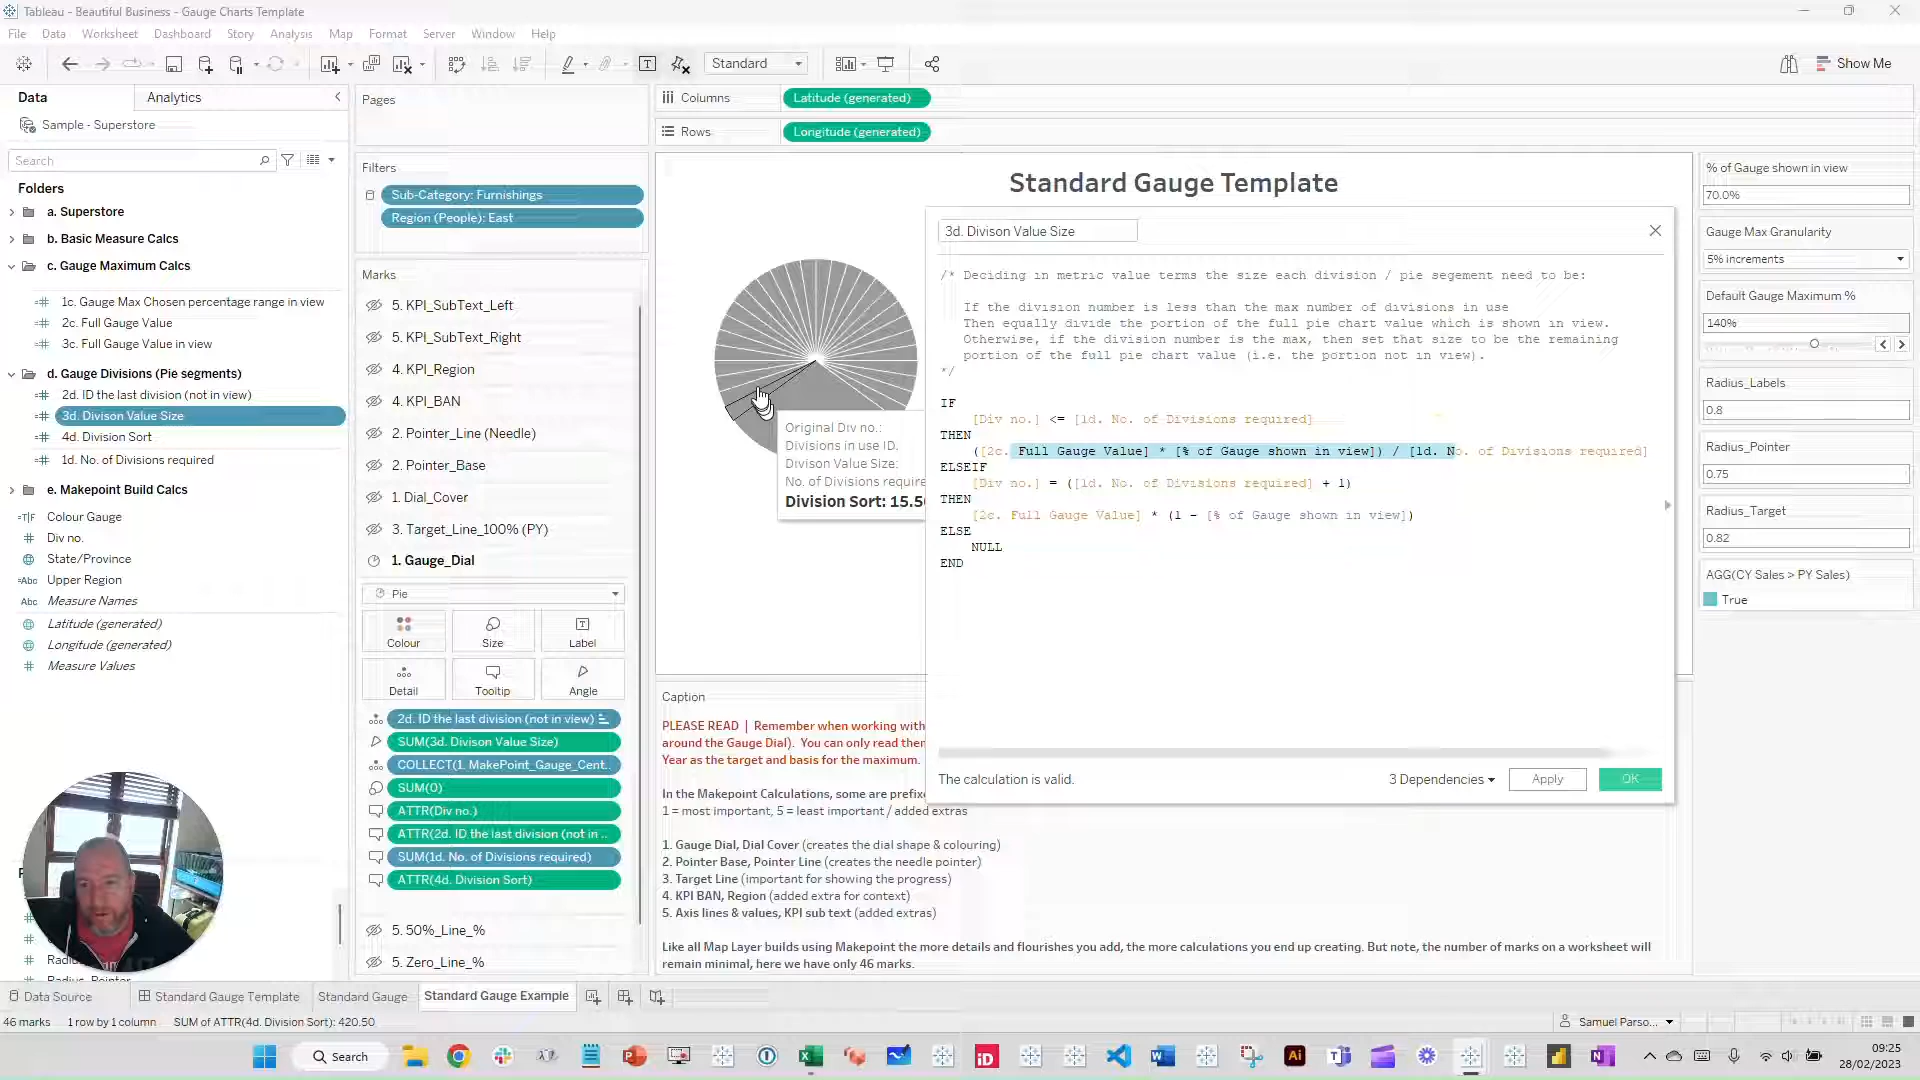 Tableau - Beautiful Business - Gauge Charts Template
File Data Worksheet Dashboard Story Analysis Map Format Server Window Help
Standard
Show Me
Data Analytics
Sample - Superstore
Search
Folders
a. Superstore
b. Basic Measure Calcs
c. Gauge Maximum Calcs
1c. Gauge Max Chosen percentage range in view
2c. Full Gauge Value
3c. Full Gauge Value in view
d. Gauge Divisions (Pie segments)
2d. ID the last division (not in view)
3d. Divison Value Size
4d. Division Sort
1d. No. of Divisions required
e. Makepoint Build Calcs
Colour Gauge
Div no.
State/Province
Upper Region
Measure Names
Latitude (generated)
Longitude (generated)
Measure Values
Pages
Filters
Sub-Category: Furnishings
Region (People): East
Marks
5. KPI_SubText_Left
5. KPI_SubText_Right
4. KPI_Region
4. KPI_BAN
2. Pointer_Line (Needle)
2. Pointer_Base
1. Dial_Cover
3. Target_Line_100% (PY)
1. Gauge_Dial
Pie
Colour Size Label
Detail Tooltip Angle
2d. ID the last division (not in view)
SUM(3d. Divison Value Size)
COLLECT(1. MakePoint_Gauge_Cent..
SUM(0)
ATTR(Div no.)
ATTR(2d. ID the last division (not in ..
SUM(1d. No. of Divisions required)
ATTR(4d. Division Sort)
5. 50%_Line_%
5. Zero_Line_%
Columns Latitude (generated)
Rows Longitude (generated)
Standard Gauge Template
Original Div no.:
Divisions in use ID.
Divison Value Size:
No. of Divisions require
Division Sort: 15.5
3d. Divison Value Size
/* Deciding in metric value terms the size each division / pie segement need to be:
If the division number is less than the max number of divisions in use
Then equally divide the portion of the full pie chart value which is shown in view.
Otherwise, if the division number is the max, then set that size to be the remaining
portion of the full pie chart value (i.e. the portion not in view).
*/
IF
[Div no.] <= [1d. No. of Divisions required]
THEN
([2c. Full Gauge Value] * [% of Gauge shown in view]) / [1d. No. of Divisions required]
ELSEIF
[Div no.] = ([1d. No. of Divisions required] + 1)
THEN
[2c. Full Gauge Value] * (1 - [% of Gauge shown in view])
ELSE
NULL
END
The calculation is valid.
3 Dependencies
Apply
OK
% of Gauge shown in view
70.0%
Gauge Max Granularity
5% increments
Default Gauge Maximum %
140%
Radius_Labels
0.8
Radius_Pointer
0.75
Radius_Target
0.82
AGG(CY Sales > PY Sales)
True
Caption
PLEASE READ | Remember when working with
around the Gauge Dial). You can only read then
Year as the target and basis for the maximum.
In the Makepoint Calculations, some are prefixe
1 = most important, 5 = least important / added extras
1. Gauge Dial, Dial Cover (creates the dial shape & colouring)
2. Pointer Base, Pointer Line (creates the needle pointer)
3. Target Line (important for showing the progress)
4. KPI BAN, Region (added extra for context)
5. Axis lines & values, KPI sub text (added extras)
Like all Map Layer builds using Makepoint the more details and flourishes you add, the more calculations you end up creating. But note, the number of marks on a worksheet will
remain minimal, here we have only 46 marks.
Data Source Standard Gauge Template Standard Gauge Standard Gauge Example
46 marks 1 row by 1 column SUM of ATTR(4d. Division Sort): 420.50
Samuel Parso...
Search
09:25
28/02/2023